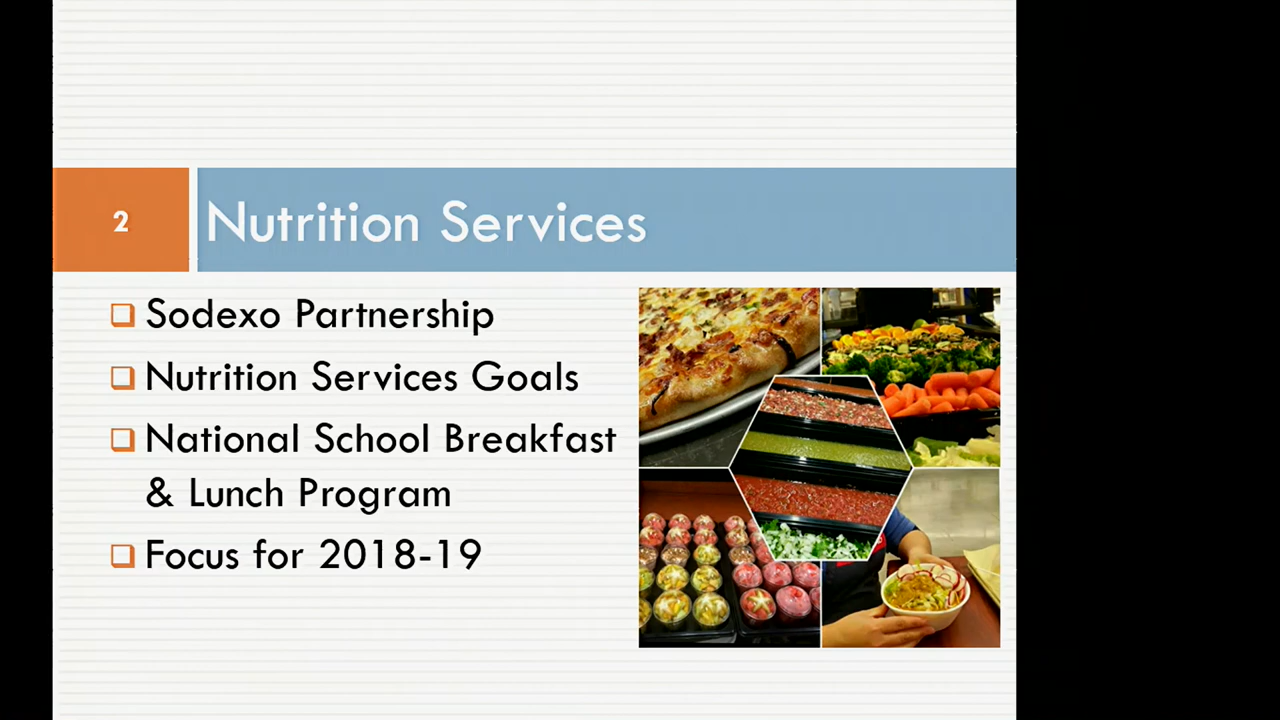 2
Nutrition Services
Sodexo Partnership
Nutrition Services Goals
National School Breakfast
& Lunch Program
Focus for 2018-19